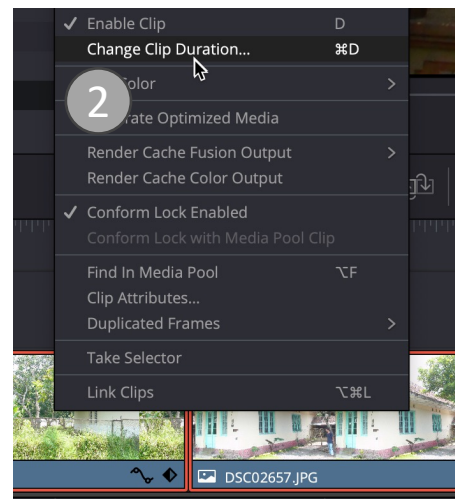 ✓ Enable Clip D
Change Clip Duration... ⌘D
2
olor >
rate Optimized Media
Render Cache Fusion Output >
Render Cache Color Output
✓ Conform Lock Enabled
Conform Lock with Media Pool Clip
Find In Media Pool ⌥F
Clip Attributes...
Duplicated Frames >
Take Selector
Link Clips ⌥⌘L
DSC02657.JPG